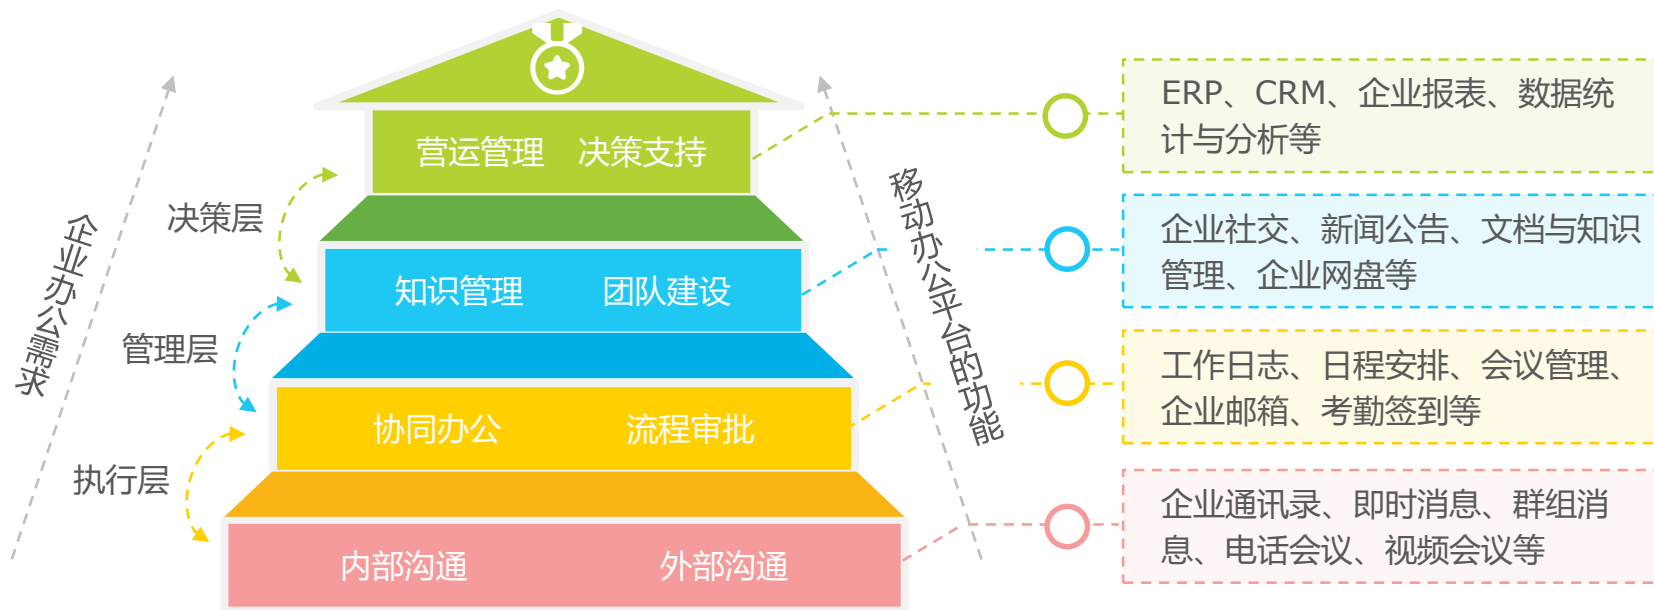 ERP、CRM、企业报表、数据统
计与分析等
营运管理 决策支持
决策层
企业办公需求
移动办公平台的功能
企业社交、新闻公告、文档与知识
管理、企业网盘等
知识管理 团队建设
管理层
工作日志、日程安排、会议管理、
企业邮箱、考勤签到等
协同办公 流程审批
执行层
企业通讯录、即时消息、群组消
息、电话会议、视频会议等
内部沟通 外部沟通